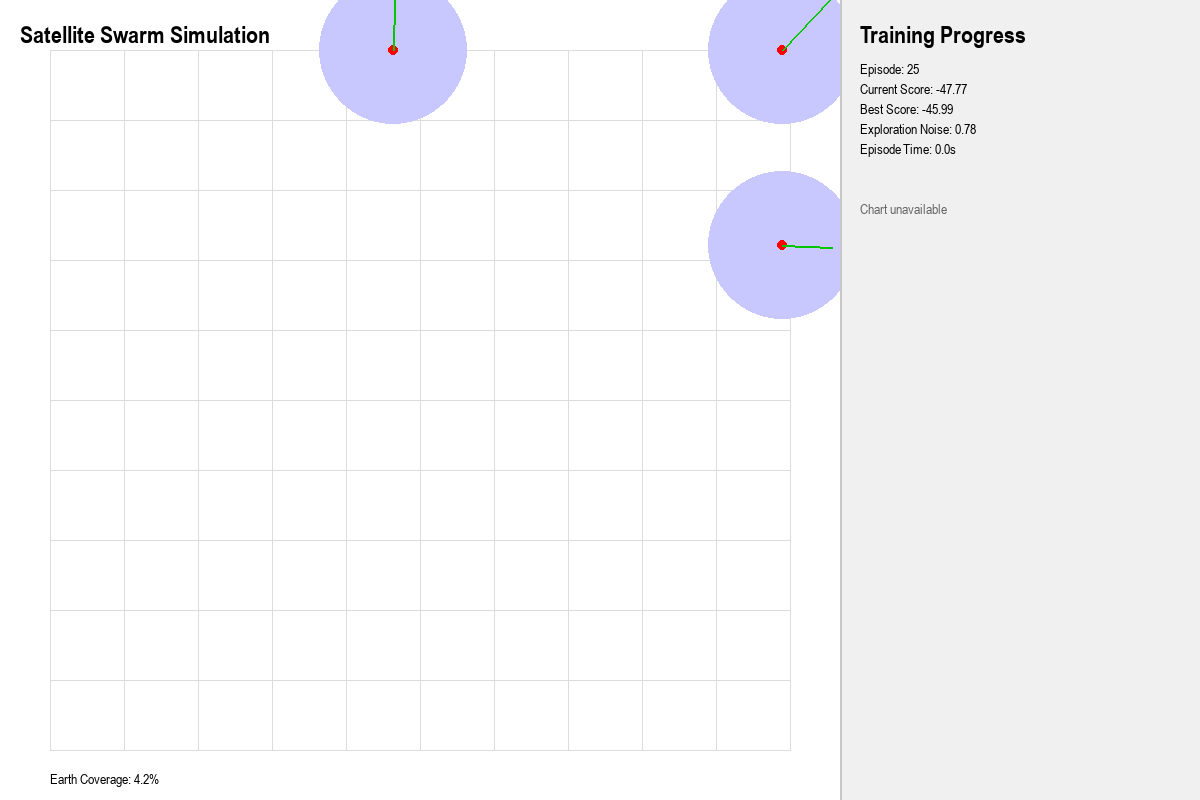 Satellite Swarm Simulation
Earth Coverage: 4.2%
Training Progress
Episode: 25
Current Score: -47.77
Best Score: -45.99
Exploration Noise: 0.78
Episode Time: 0.0s
Chart unavailable